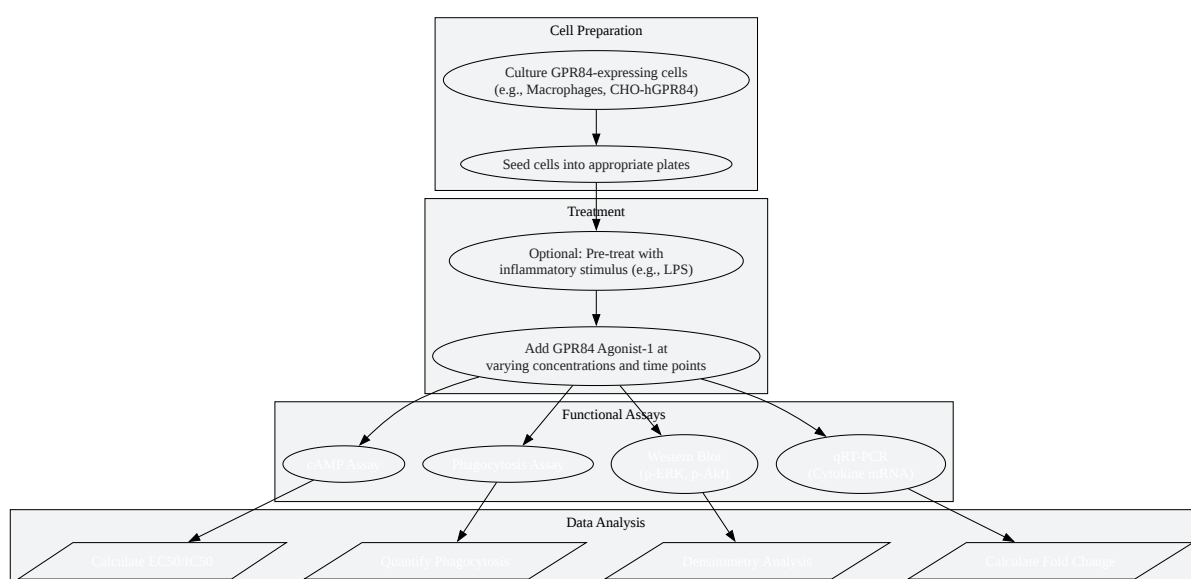 Cell Preparation
Culture GPR84-expressing cells
(e.g., Macrophages, CHO-hGPR84)
Seed cells into appropriate plates
Treatment
Optional: Pre-treat with
inflammatory stimulus (e.g., LPS)
Add GPR84 Agonist-1 at
varying concentrations and time points
Functional Assays
cAMP Assay
Phagocytosis Assay
Western Blot
(p-ERK, p-Akt)
qRT-PCR
(Cytokine mRNA)
Data Analysis
Calculate EC50/IC50
Quantify Phagocytosis
Densitometry Analysis
Calculate Fold Change